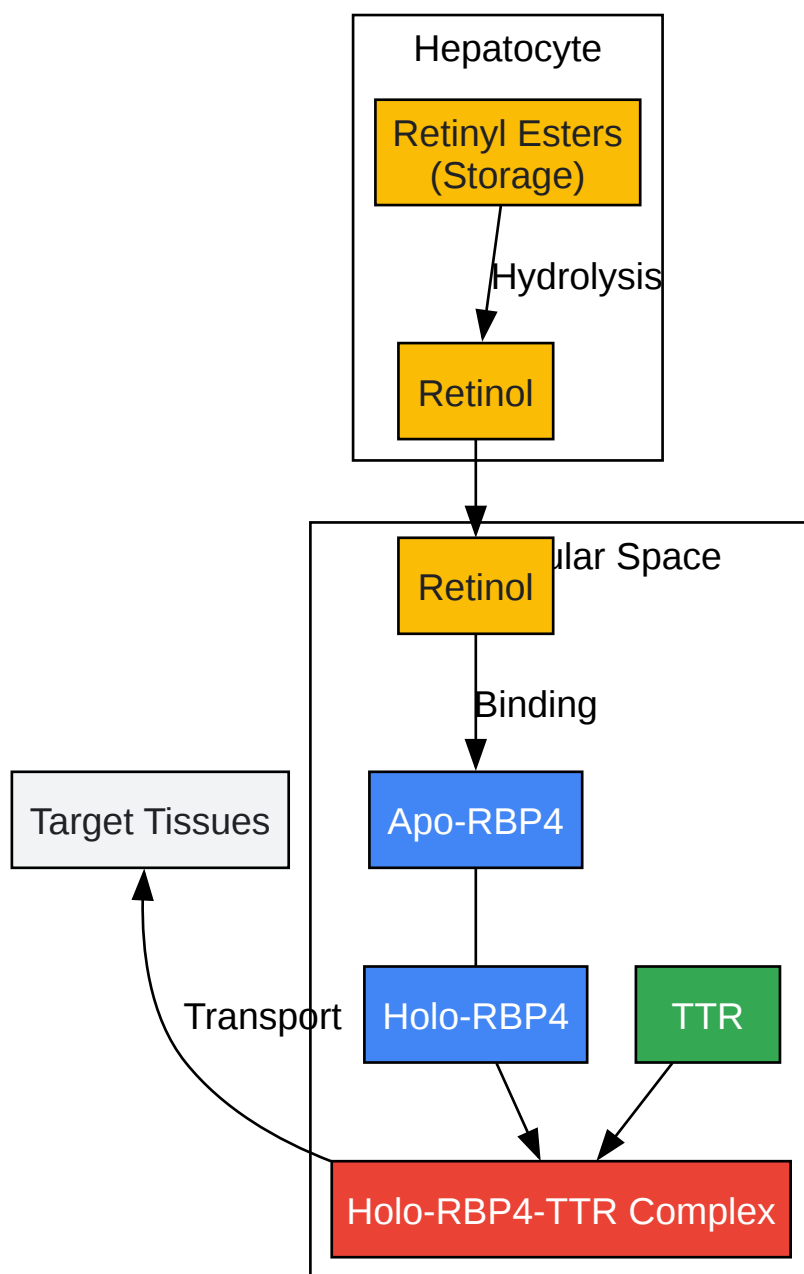 Hepatocyte
Retinyl Esters
(Storage)
Hydrolysis
Retinol
Space
Retinol
Binding
Target Tissues
Apo-RBP4
Transport
Holo-RBP4
TTR
Holo-RBP4-TTR Complex